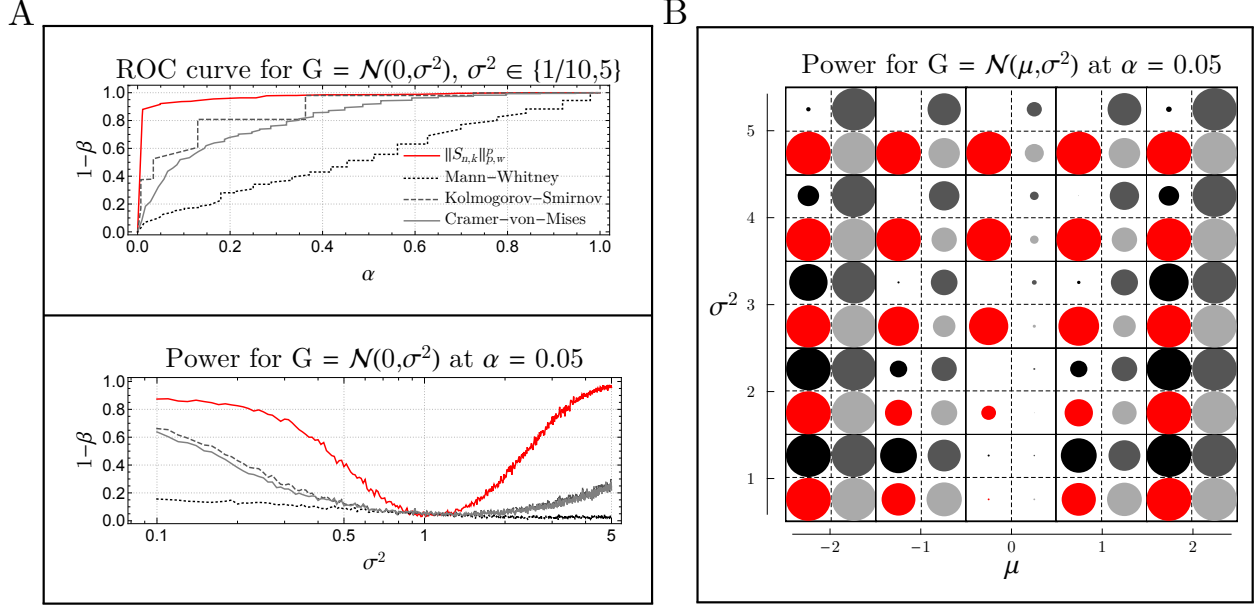 A
ROC curve for G = 𝒩(0,σ²), σ² ∈ {1/10,5}
1−β
1.0
0.8
0.6
0.4
0.2
0.0
‖S_{n,k}‖^p_{p,w}
Mann−Whitney
Kolmogorov−Smirnov
Cramer−von−Mises
0.0 0.2 0.4 0.6 0.8 1.0
α
Power for G = 𝒩(0,σ²) at α = 0.05
1−β
1.0
0.8
0.6
0.4
0.2
0.0
0.1 0.5 1 5
σ²
B
Power for G = 𝒩(μ,σ²) at α = 0.05
σ²
5
4
3
2
1
−2 −1 0 1 2
μ